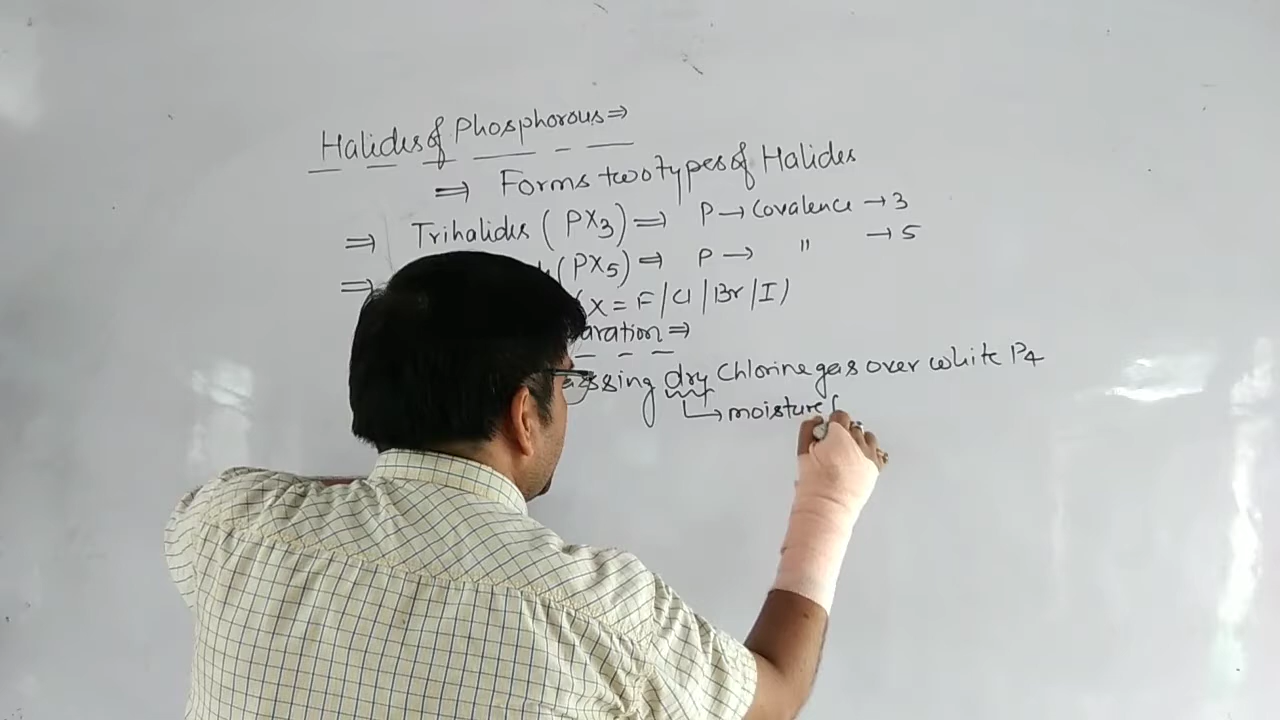 Halides of Phosphorous ⇒
⇒ Forms two types of Halides
⇒ Trihalides (PX3) ⇒ P → Covalence → 3
⇒ (PX5) ⇒ P → " → 5
(X = F/Cl/Br/I)
aration ⇒
assing dry Chlorine gas over white P4
↳ moisture f